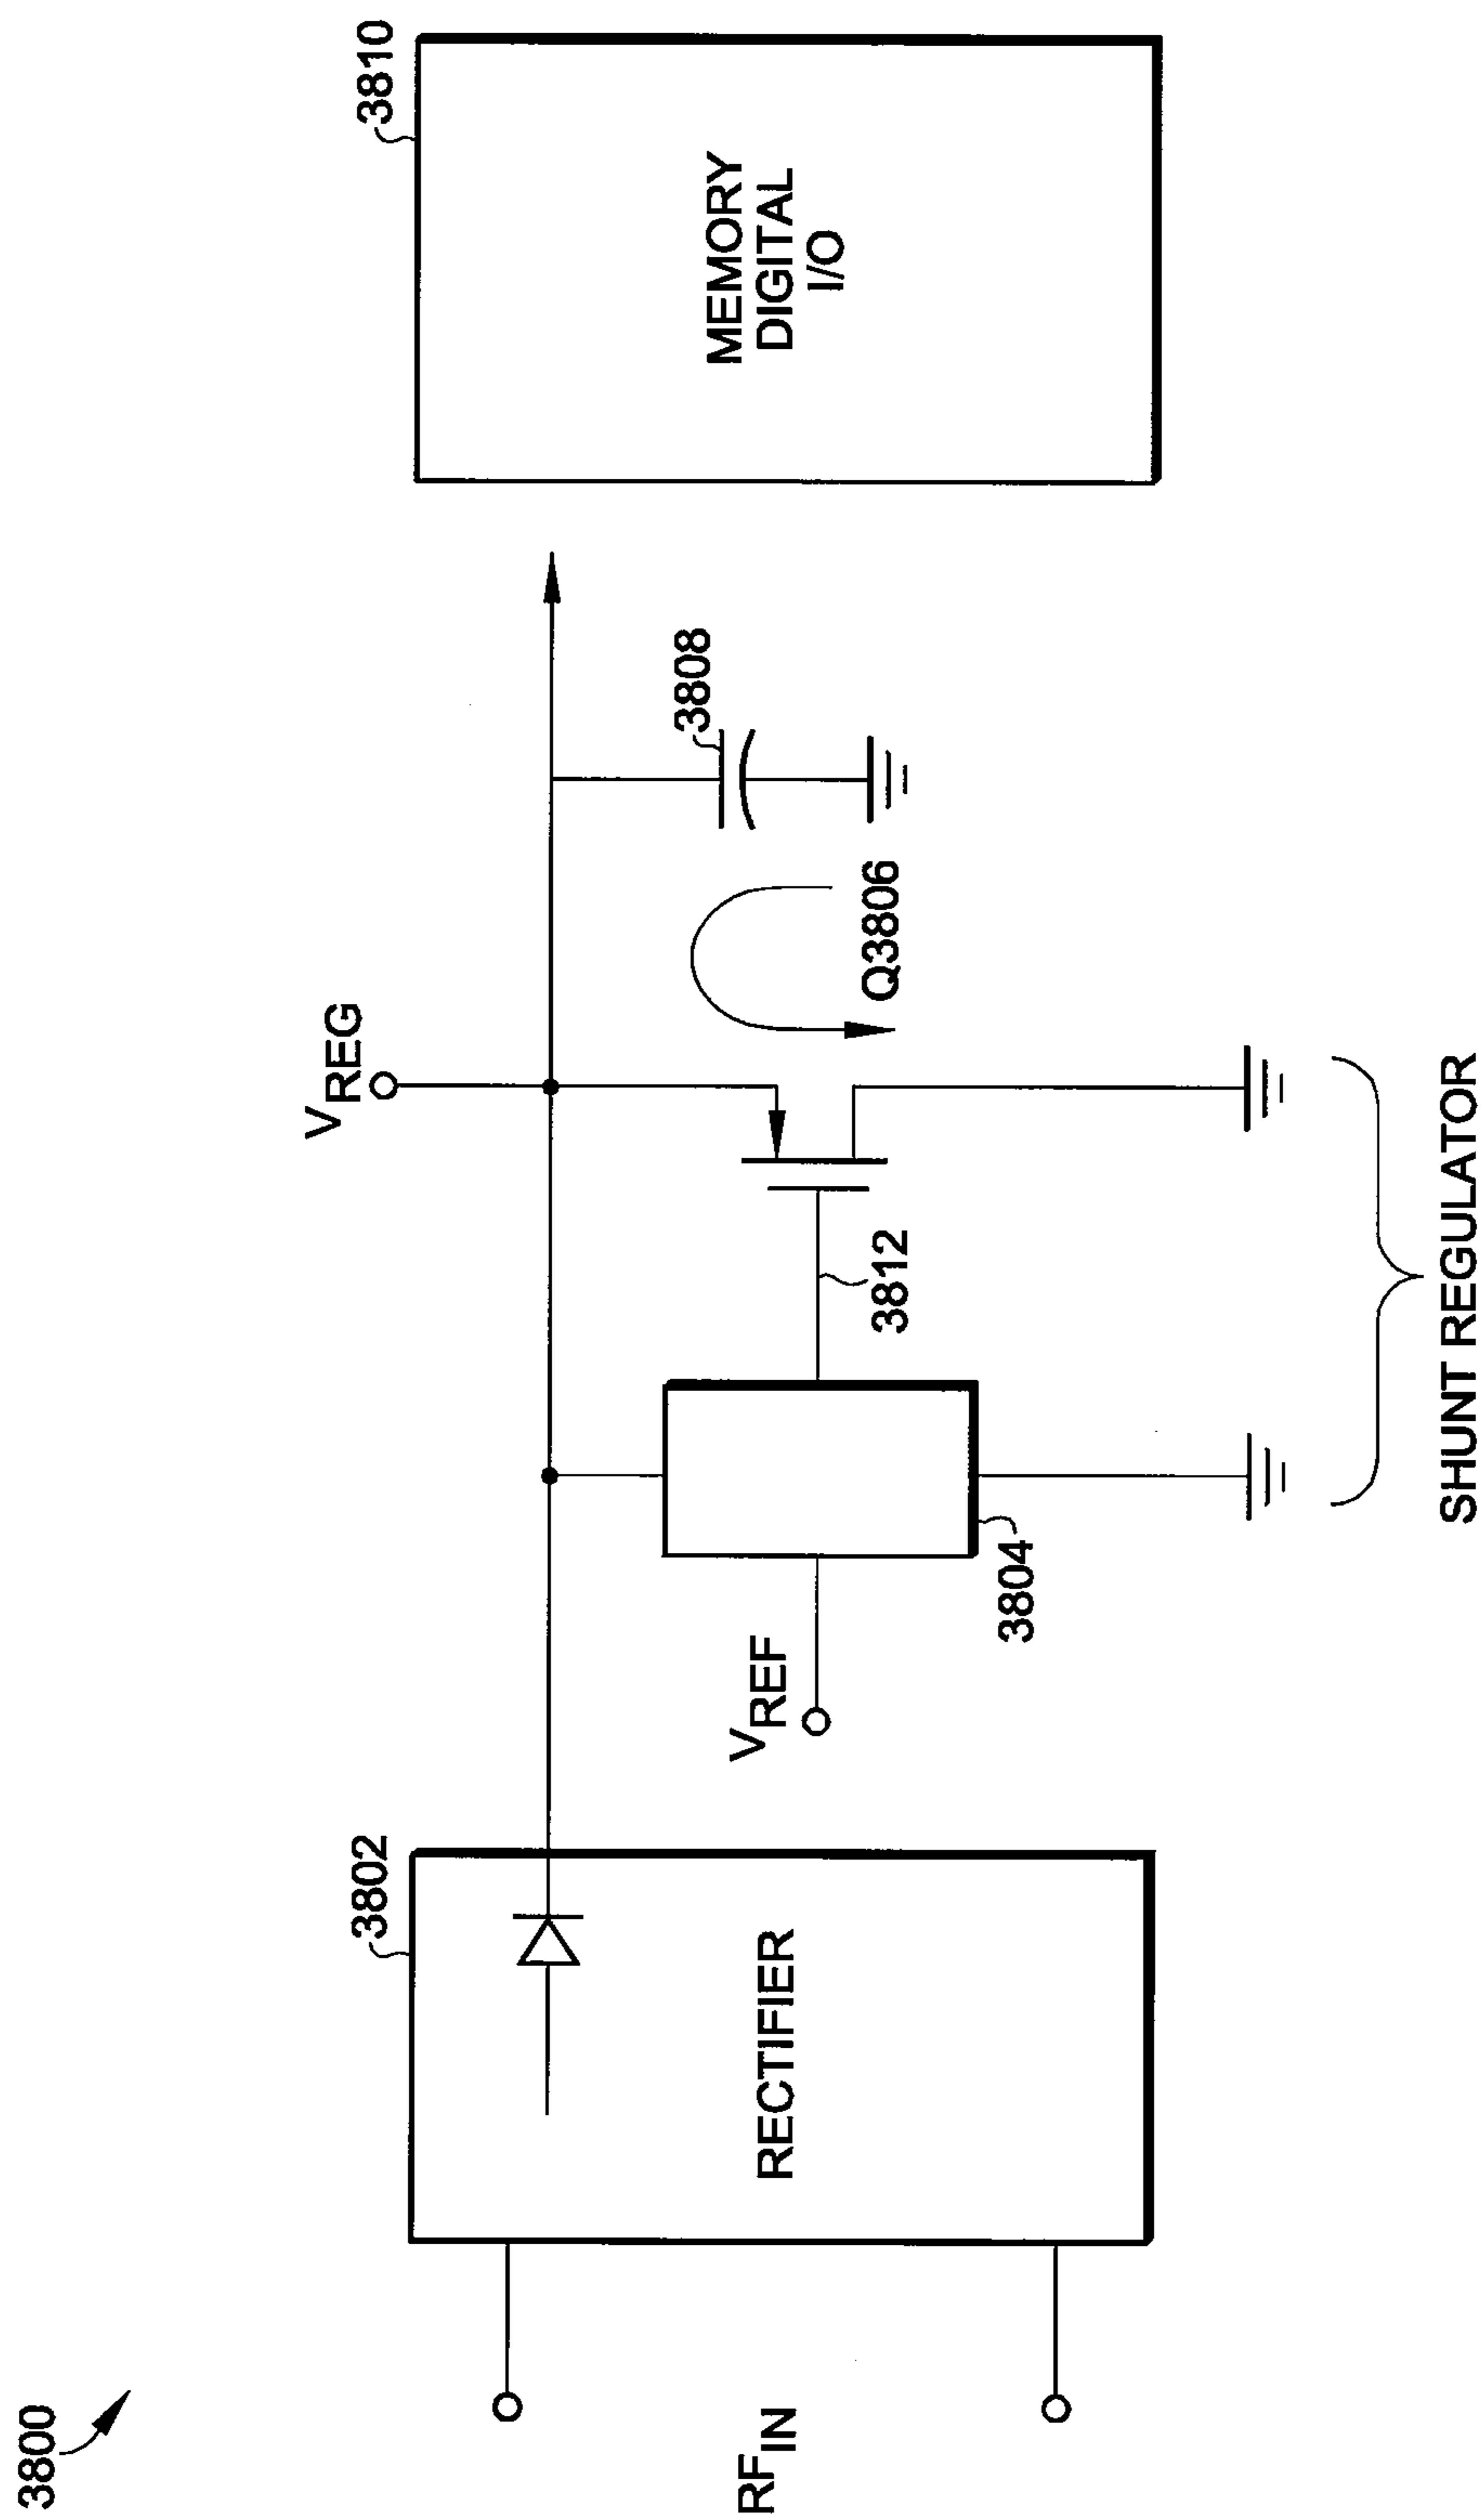 3800
RF IN
3802
RECTIFIER
V REF
3804
3812
V REG
Q3806
3808
3810
MEMORY
DIGITAL
I/O
SHUNT REGULATOR